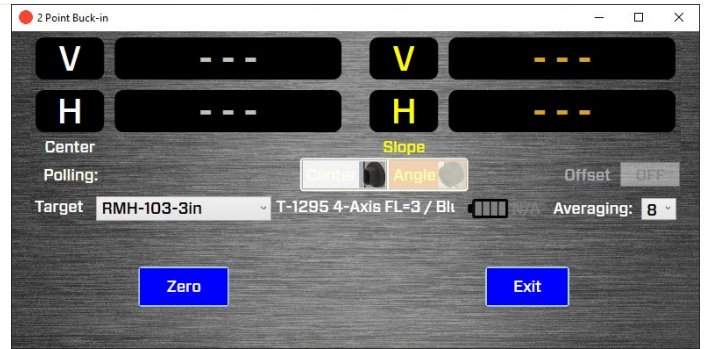 2 Point Buck-in
V - - - V - - -
H - - - H - - -
Center Slope
Polling: Center Angle Offset OFF
Target RMH-103-3in T-1295 4-Axis FL=3 / Blu N/A Averaging: 8
Zero Exit